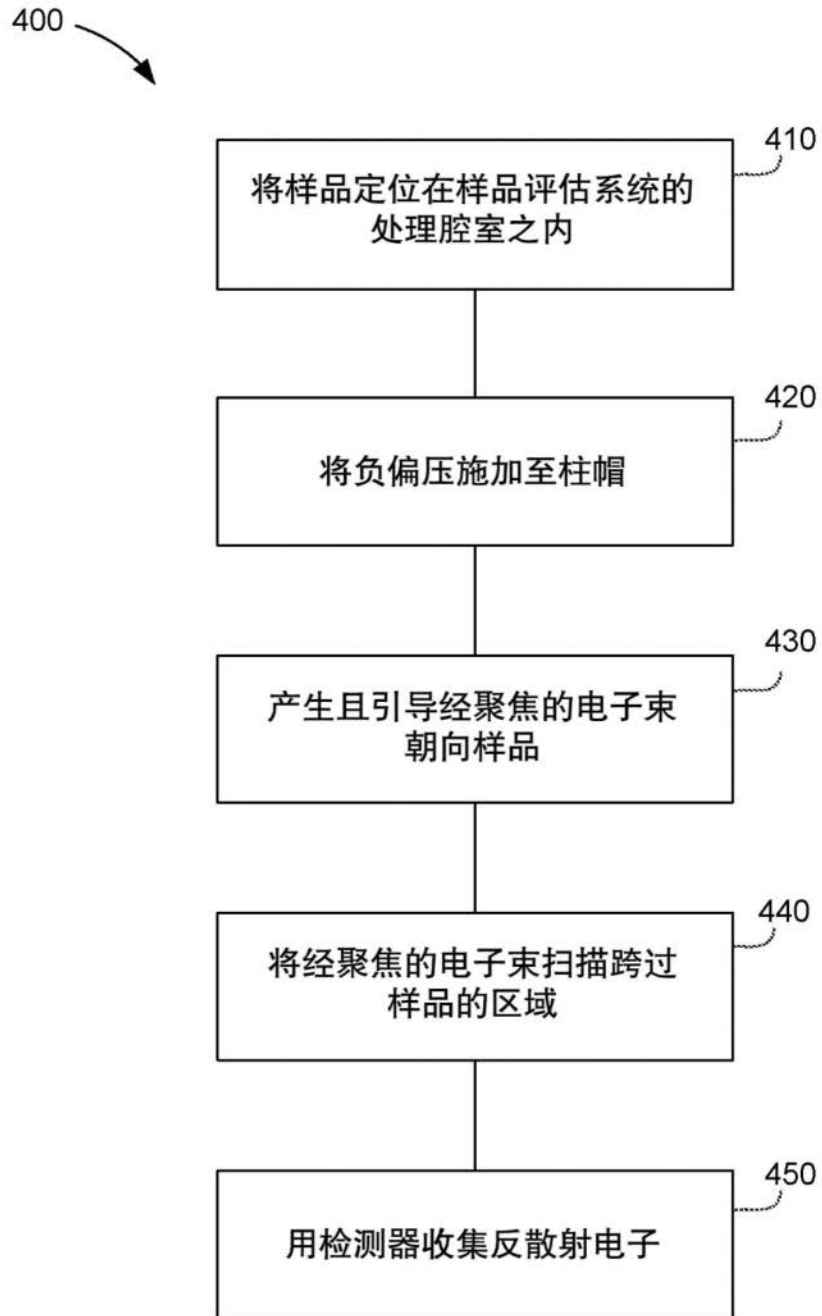 400
410
将样品定位在样品评估系统的
处理腔室之内
420
将负偏压施加至柱帽
430
产生且引导经聚焦的电子束
朝向样品
440
将经聚焦的电子束扫描跨过
样品的区域
450
用检测器收集反散射电子